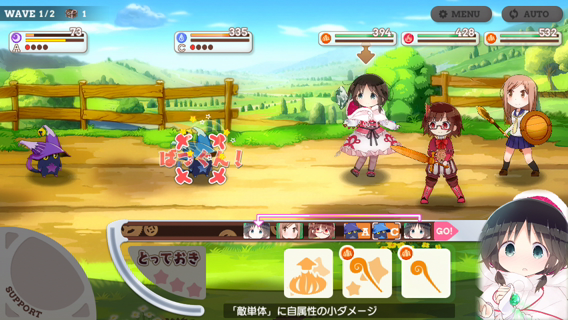 WAVE 1/2 1
MENU
AUTO
73
A
335
C
394
428
532
ばつぐん!
A
C
GO!
とっておき
SUPPORT
「敵単体」に自属性の小ダメージ